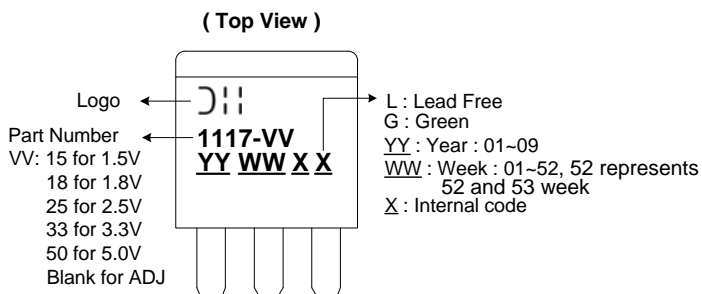 ( Top View )
Logo
Part Number
VV: 15 for 1.5V
18 for 1.8V
25 for 2.5V
33 for 3.3V
50 for 5.0V
Blank for ADJ
1117-VV
YY WW X X
L : Lead Free
G : Green
YY : Year : 01~09
WW : Week : 01~52, 52 represents
52 and 53 week
X : Internal code